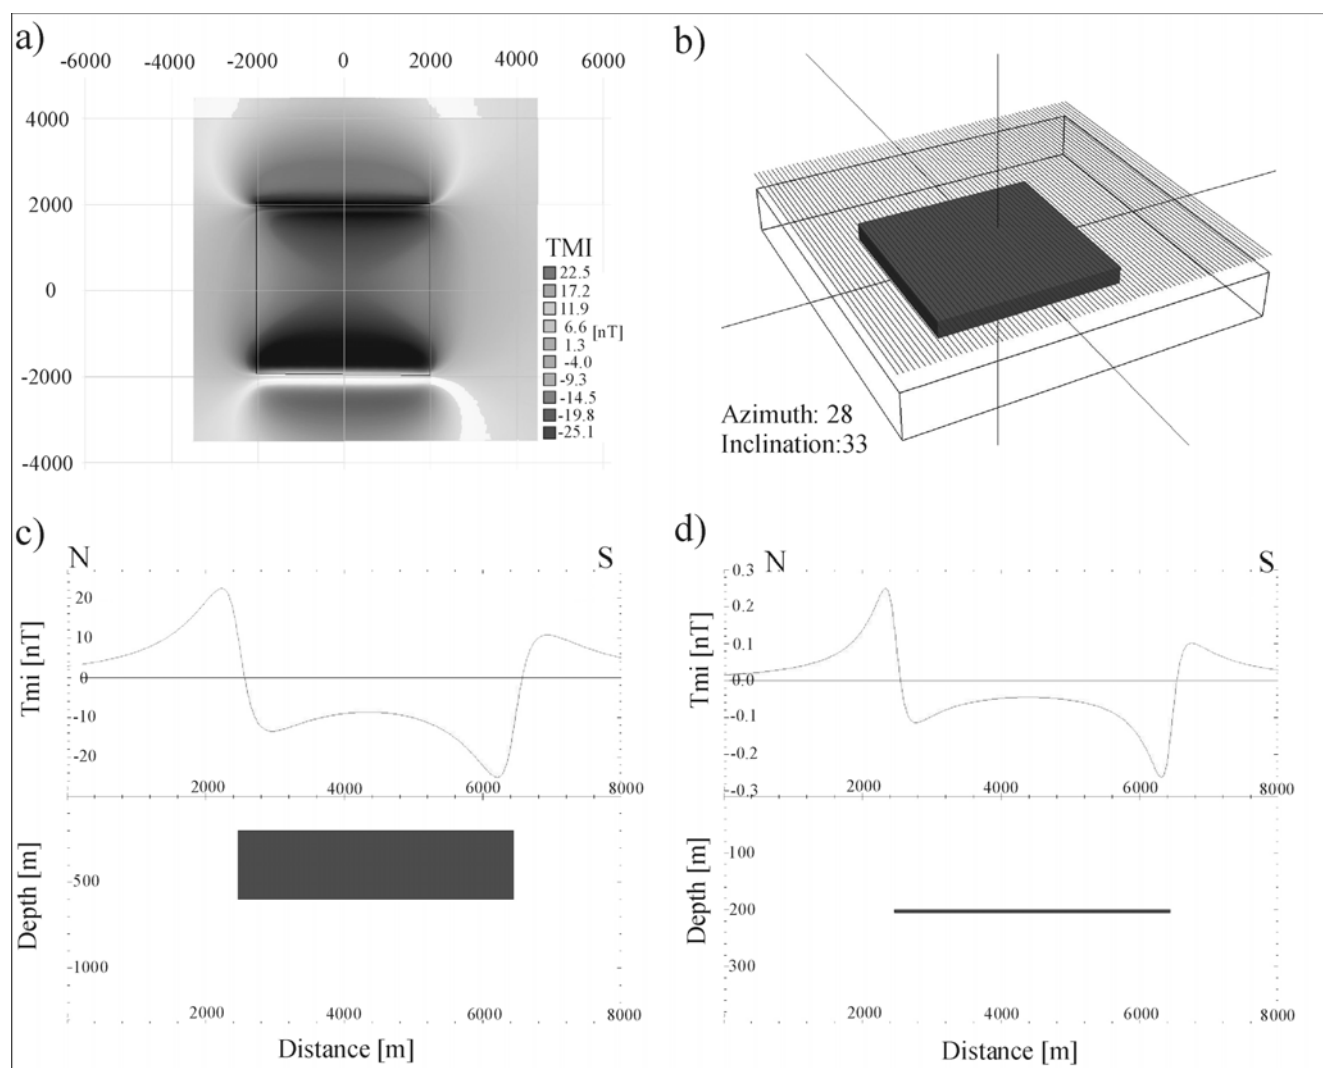 a)
-6000 -4000 -2000 0 2000 4000 6000
4000
2000
0
-2000
-4000
TMI
22.5
17.2
11.9
6.6
[nT]
1.3
-4.0
-9.3
-14.5
-19.8
-25.1
b)
Azimuth: 28
Inclination:33
c)
N S
Tmi [nT]
20
10
0
-10
-20
2000 4000 6000 8000
Depth [m]
-500
-1000
2000 4000 6000 8000
Distance [m]
d)
N S
Tmi [nT]
0.3
0.2
0.1
0.0
-0.1
-0.2
-0.3
2000 4000 6000 8000
Depth [m]
100
200
300
2000 4000 6000 8000
Distance [m]